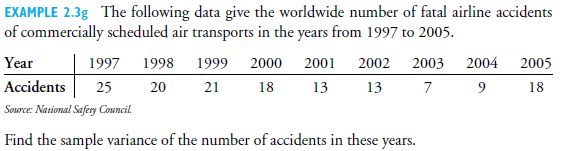 EXAMPLE 2.3g The following data give the worldwide number of fatal airline accidents
of commercially scheduled air transports in the years from 1997 to 2005.
Year 1997 1998 1999 2000 2001 2002 2003 2004 2005
Accidents 25 20 21 18 13 13 7 9 18
Source: National Safety Council.
Find the sample variance of the number of accidents in these years.